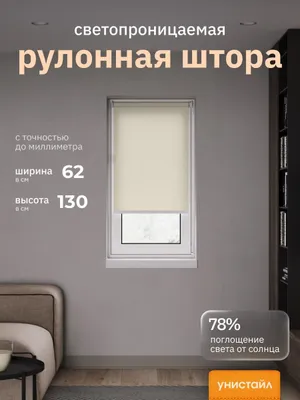 светопроницаемая
рулонная штора
с точностью
до миллиметра
ширина 62
в см
высота 130
в см
78%
поглощение
света от солнца
унистайл